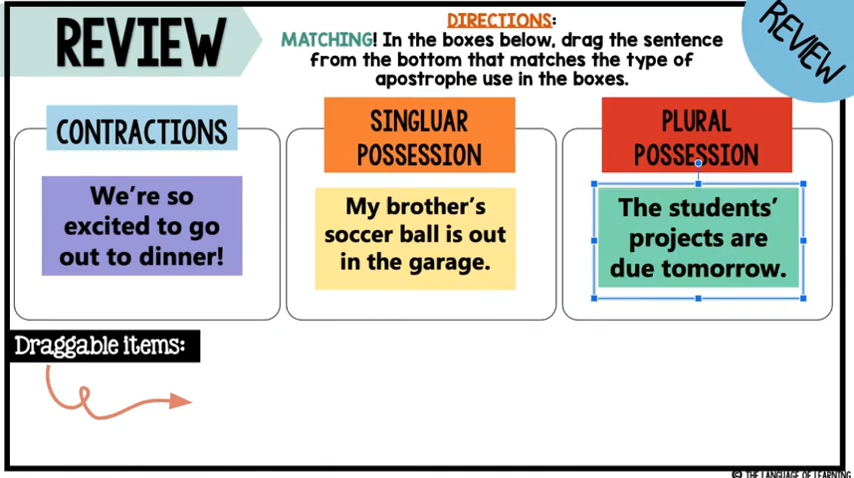 REVIEW
DIRECTIONS:
MATCHING! In the boxes below, drag the sentence
from the bottom that matches the type of
apostrophe use in the boxes.
REVIEW
CONTRACTIONS
We're so
excited to go
out to dinner!
SINGLUAR
POSSESSION
My brother's
soccer ball is out
in the garage.
PLURAL
POSSESSION
The students'
projects are
due tomorrow.
Draggable items:
© THE LANGUAGE OF LEARNING